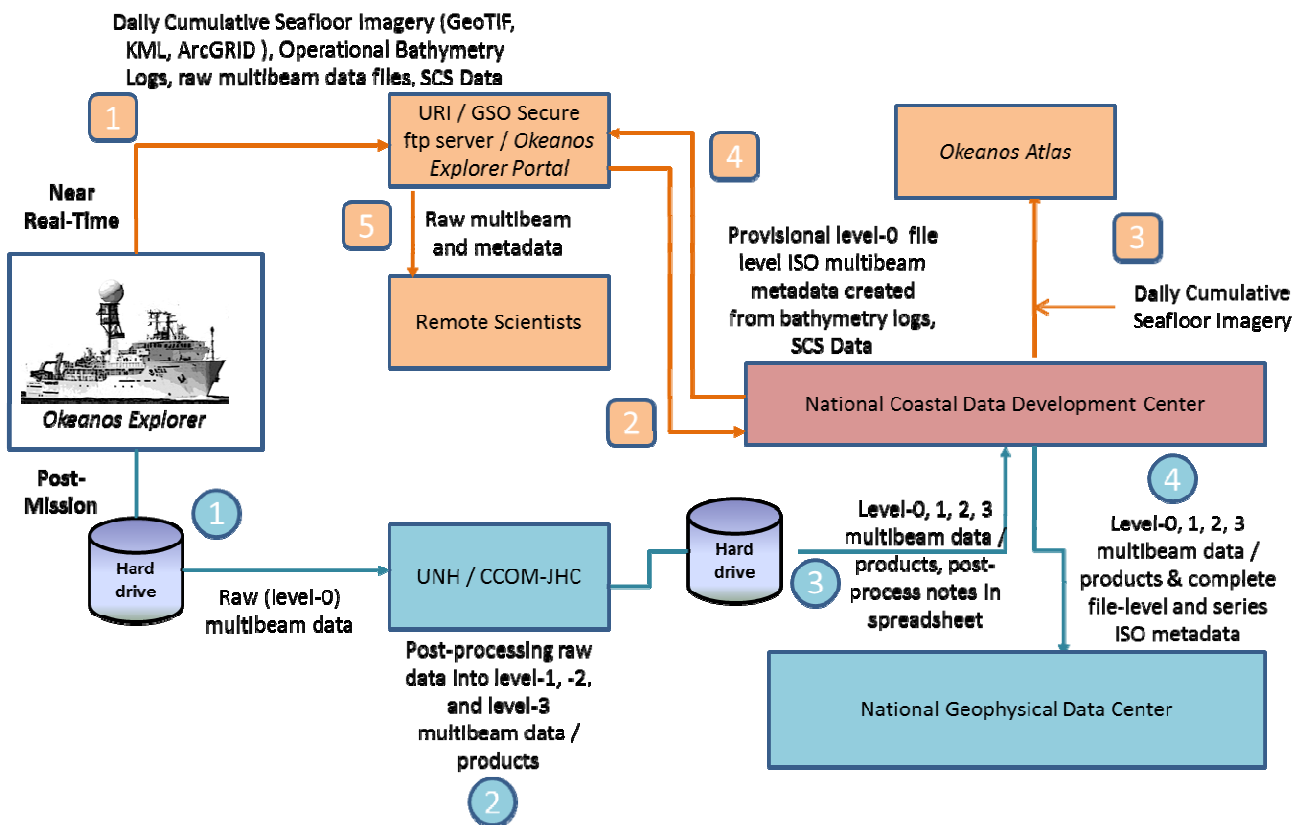 Daily Cumulative Seafloor Imagery (GeoTIF,
KML, ArcGRID ), Operational Bathymetry
Logs, raw multibeam data files, SCS Data
1
URI / GSO Secure
ftp server / Okeanos
Explorer Portal
4
Okeanos Atlas
Near
Real-Time
5
Raw multibeam
and metadata
Provisional level-0 file
level ISO multibeam
metadata created
from bathymetry logs,
SCS Data
3
Daily Cumulative
Seafloor Imagery
Remote Scientists
Okeanos Explorer
2
National Coastal Data Development Center
Post-
Mission
1
Hard
drive
Raw (level-0)
multibeam data
UNH / CCOM-JHC
Post-processing raw
data into level-1, -2,
and level-3
multibeam data /
products
2
Hard
drive
3
Level-0, 1, 2, 3
multibeam data /
products, post-
process notes in
spreadsheet
4
Level-0, 1, 2, 3
multibeam data /
products & complete
file-level and series
ISO metadata
National Geophysical Data Center